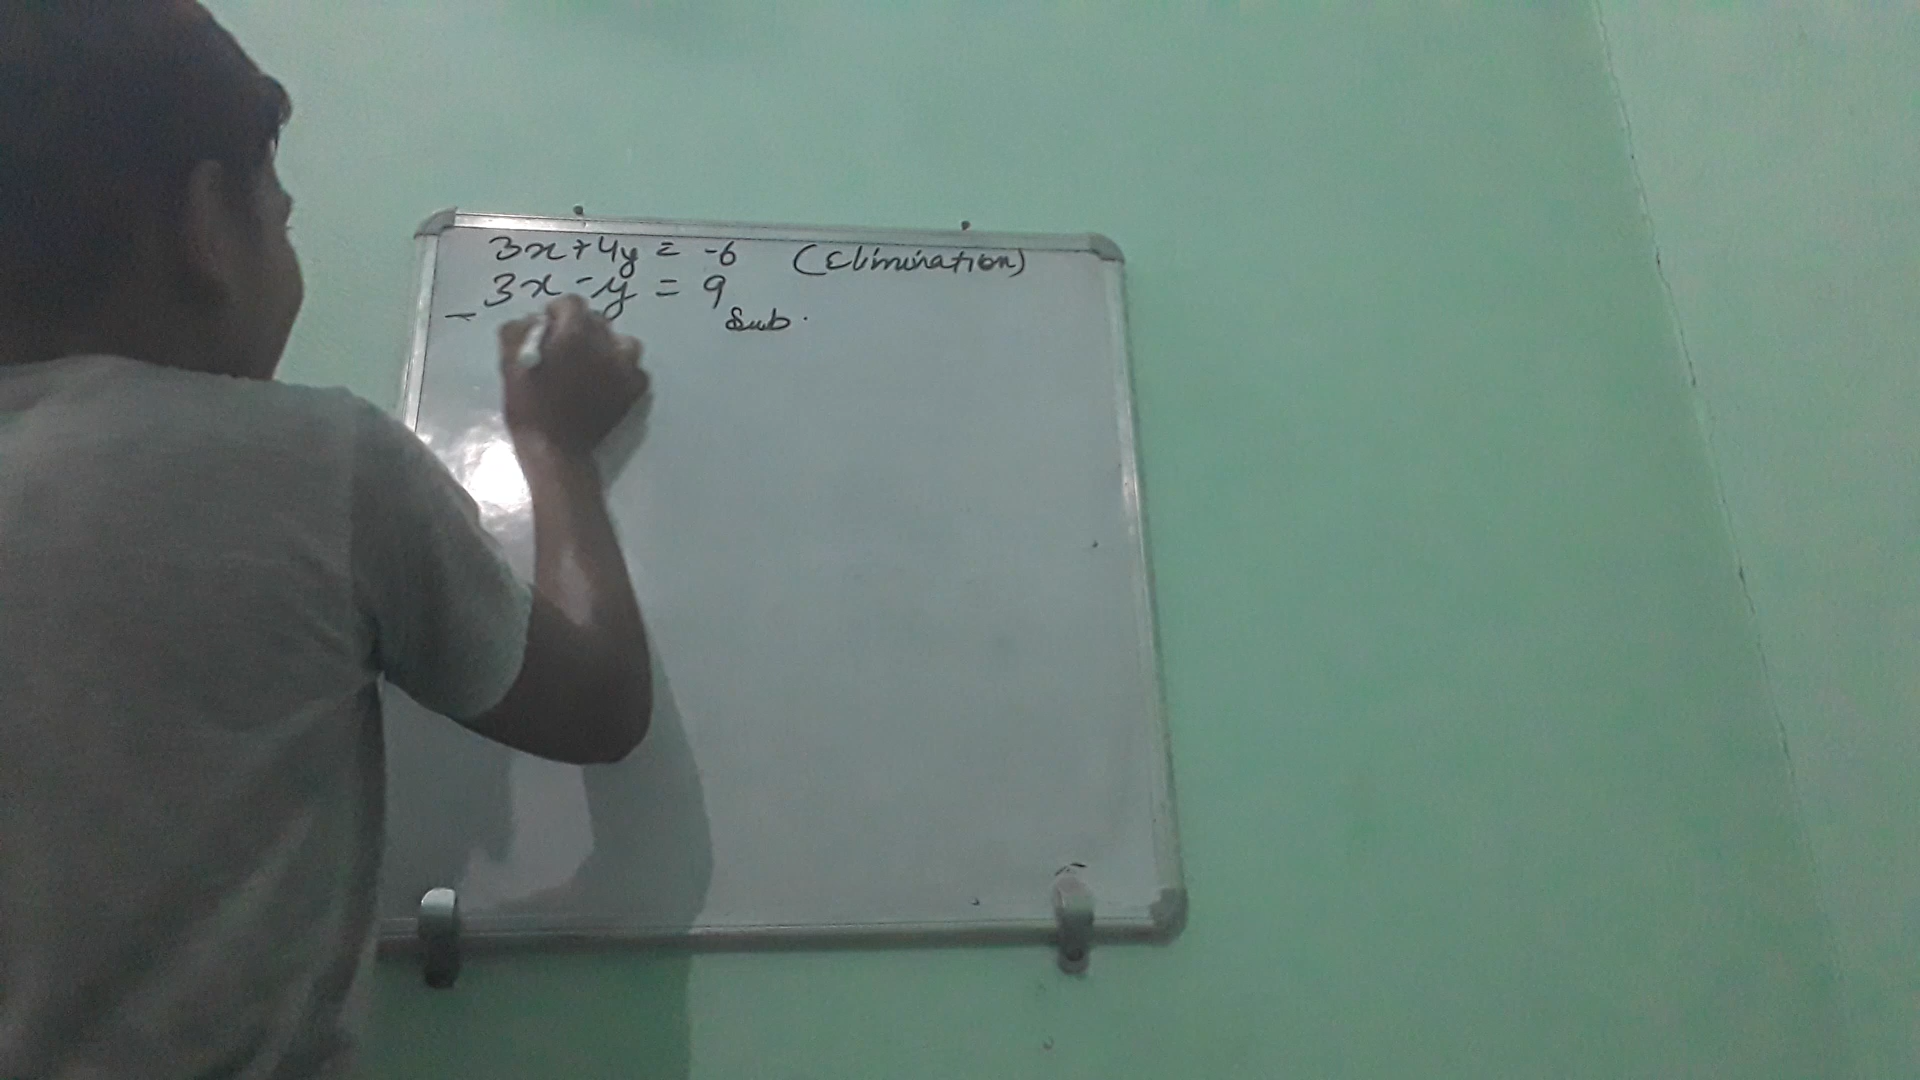 3x+4y = -6 (Elimination)
3x-y = 9
- Sub.